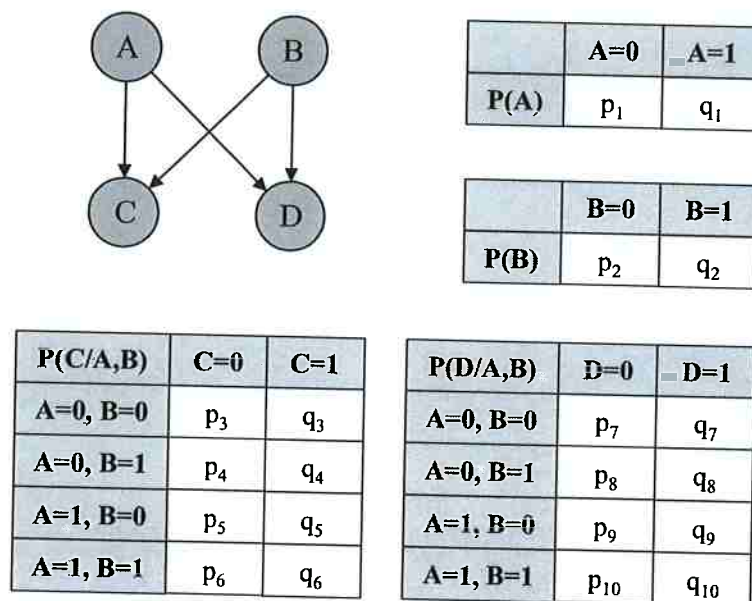 A B
C D
A=0 A=1
P(A) p₁ q₁
B=0 B=1
P(B) p₂ q₂
P(C/A,B) C=0 C=1
A=0, B=0 p₃ q₃
A=0, B=1 p₄ q₄
A=1, B=0 p₅ q₅
A=1, B=1 p₆ q₆
P(D/A,B) D=0 D=1
A=0, B=0 p₇ q₇
A=0, B=1 p₈ q₈
A=1, B=0 p₉ q₉
A=1, B=1 p₁₀ q₁₀